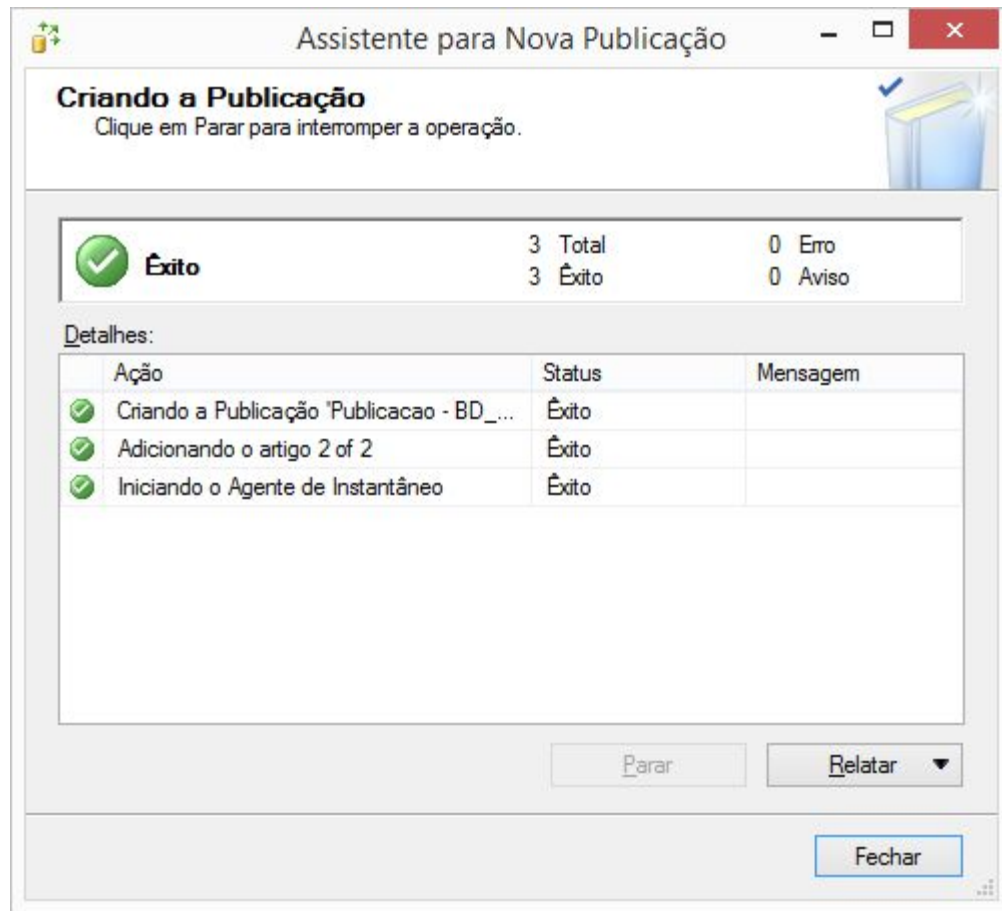 Assistente para Nova Publicação
Criando a Publicação
Clique em Parar para interromper a operação.
Êxito
3 Total
0 Erro
3 Êxito
0 Aviso
Detalhes:
Ação Status Mensagem
Criando a Publicação 'Publicacao - BD_... Êxito
Adicionando o artigo 2 of 2 Êxito
Iniciando o Agente de Instantâneo Êxito
Parar
Relatar
Fechar